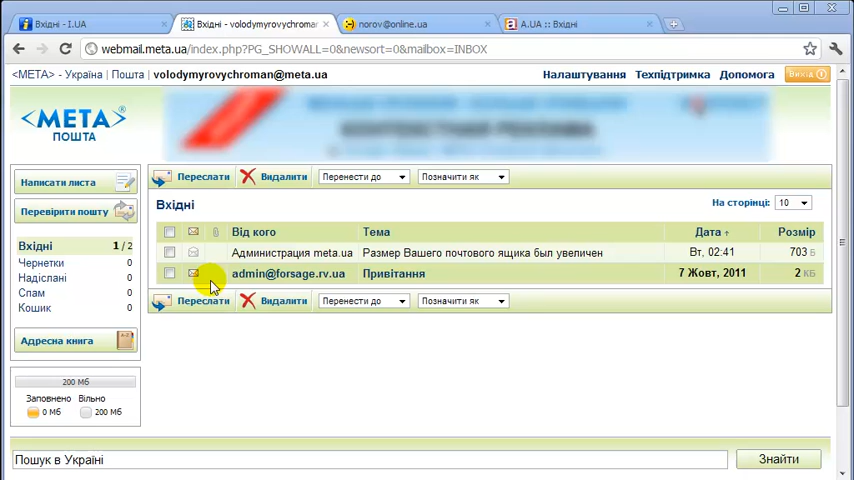 Вхідні - I.UA
Вхідні - volodymyrovychroman
norov@online.ua
A.UA :: Вхідні
webmail.meta.ua/index.php?PG_SHOWALL=0&newsort=0&mailbox=INBOX
<META> - Україна | Пошта | volodymyrovychroman@meta.ua
Налаштування Техпідтримка Допомога Вихід
<META>
ПОШТА
КОНТЕКСТНАЯ РЕКЛАМА
Написати листа
Перевірити пошту
Вхідні 1 / 2
Чернетки 0
Надіслані 0
Спам 0
Кошик 0
Адресна книга
200 Мб
Заповнено Вільно
0 Мб 200 Мб
Переслати Видалити Перенести до Позначити як
Вхідні
На сторінці: 10
Від кого Тема Дата Розмір
Администрация meta.ua Размер Вашего почтового ящика был увеличен Вт, 02:41 703 Б
admin@forsage.rv.ua Привітання 7 Жовт, 2011 2 КБ
Переслати Видалити Перенести до Позначити як
Пошук в Україні
Знайти